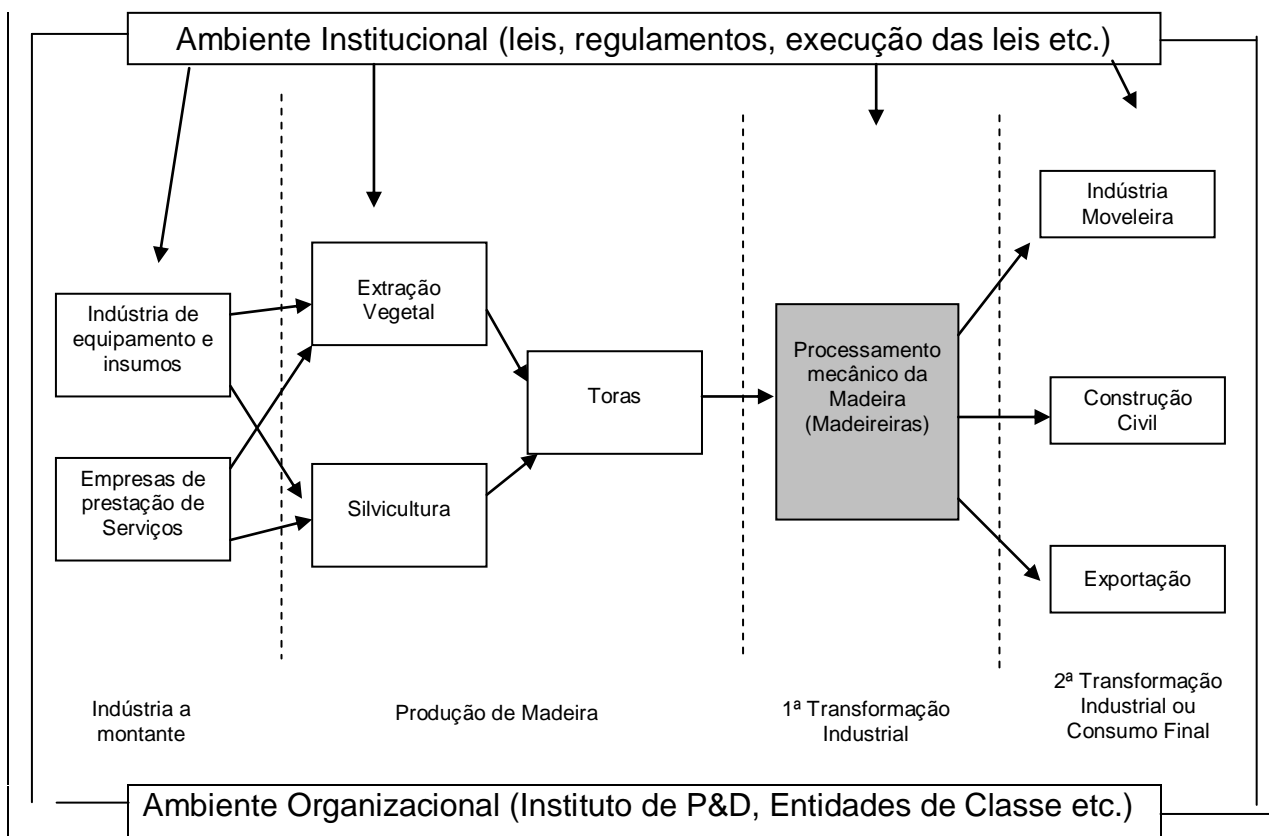 Ambiente Institucional (leis, regulamentos, execução das leis etc.)
Indústria de
equipamento e
insumos
Empresas de
prestação de
Serviços
Extração
Vegetal
Silvicultura
Toras
Processamento
mecânico da
Madeira
(Madeireiras)
Indústria
Moveleira
Construção
Civil
Exportação
Indústria a
montante
Produção de Madeira
1ª Transformação
Industrial
2ª Transformação
Industrial ou
Consumo Final
Ambiente Organizacional (Instituto de P&D, Entidades de Classe etc.)